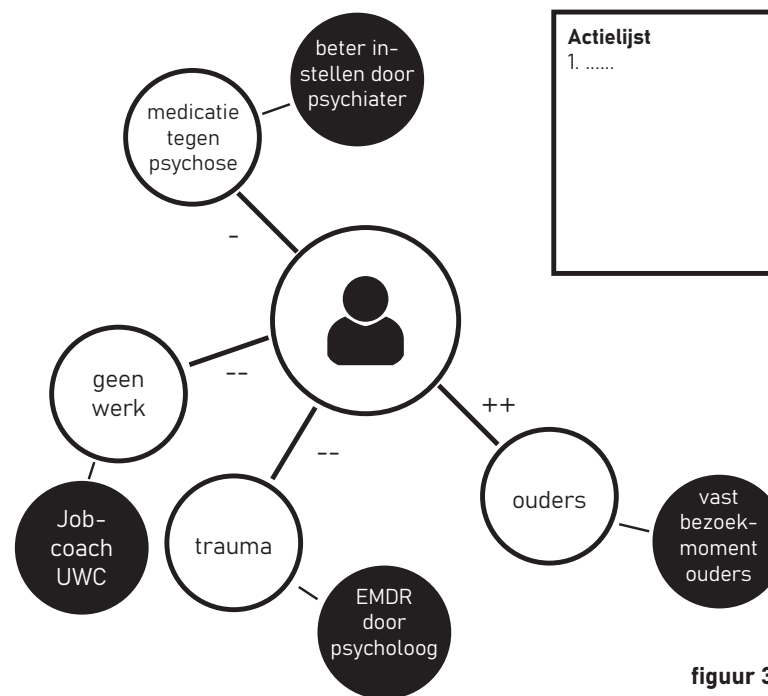 beter in-
stellen door
psychiater
Actielijst
1. ......
medicatie
tegen
psychose
-
geen
werk
--
--
++
ouders
vast
bezoek-
moment
ouders
Job-
coach
UWC
trauma
EMDR
door
psycholoog
figuur 3